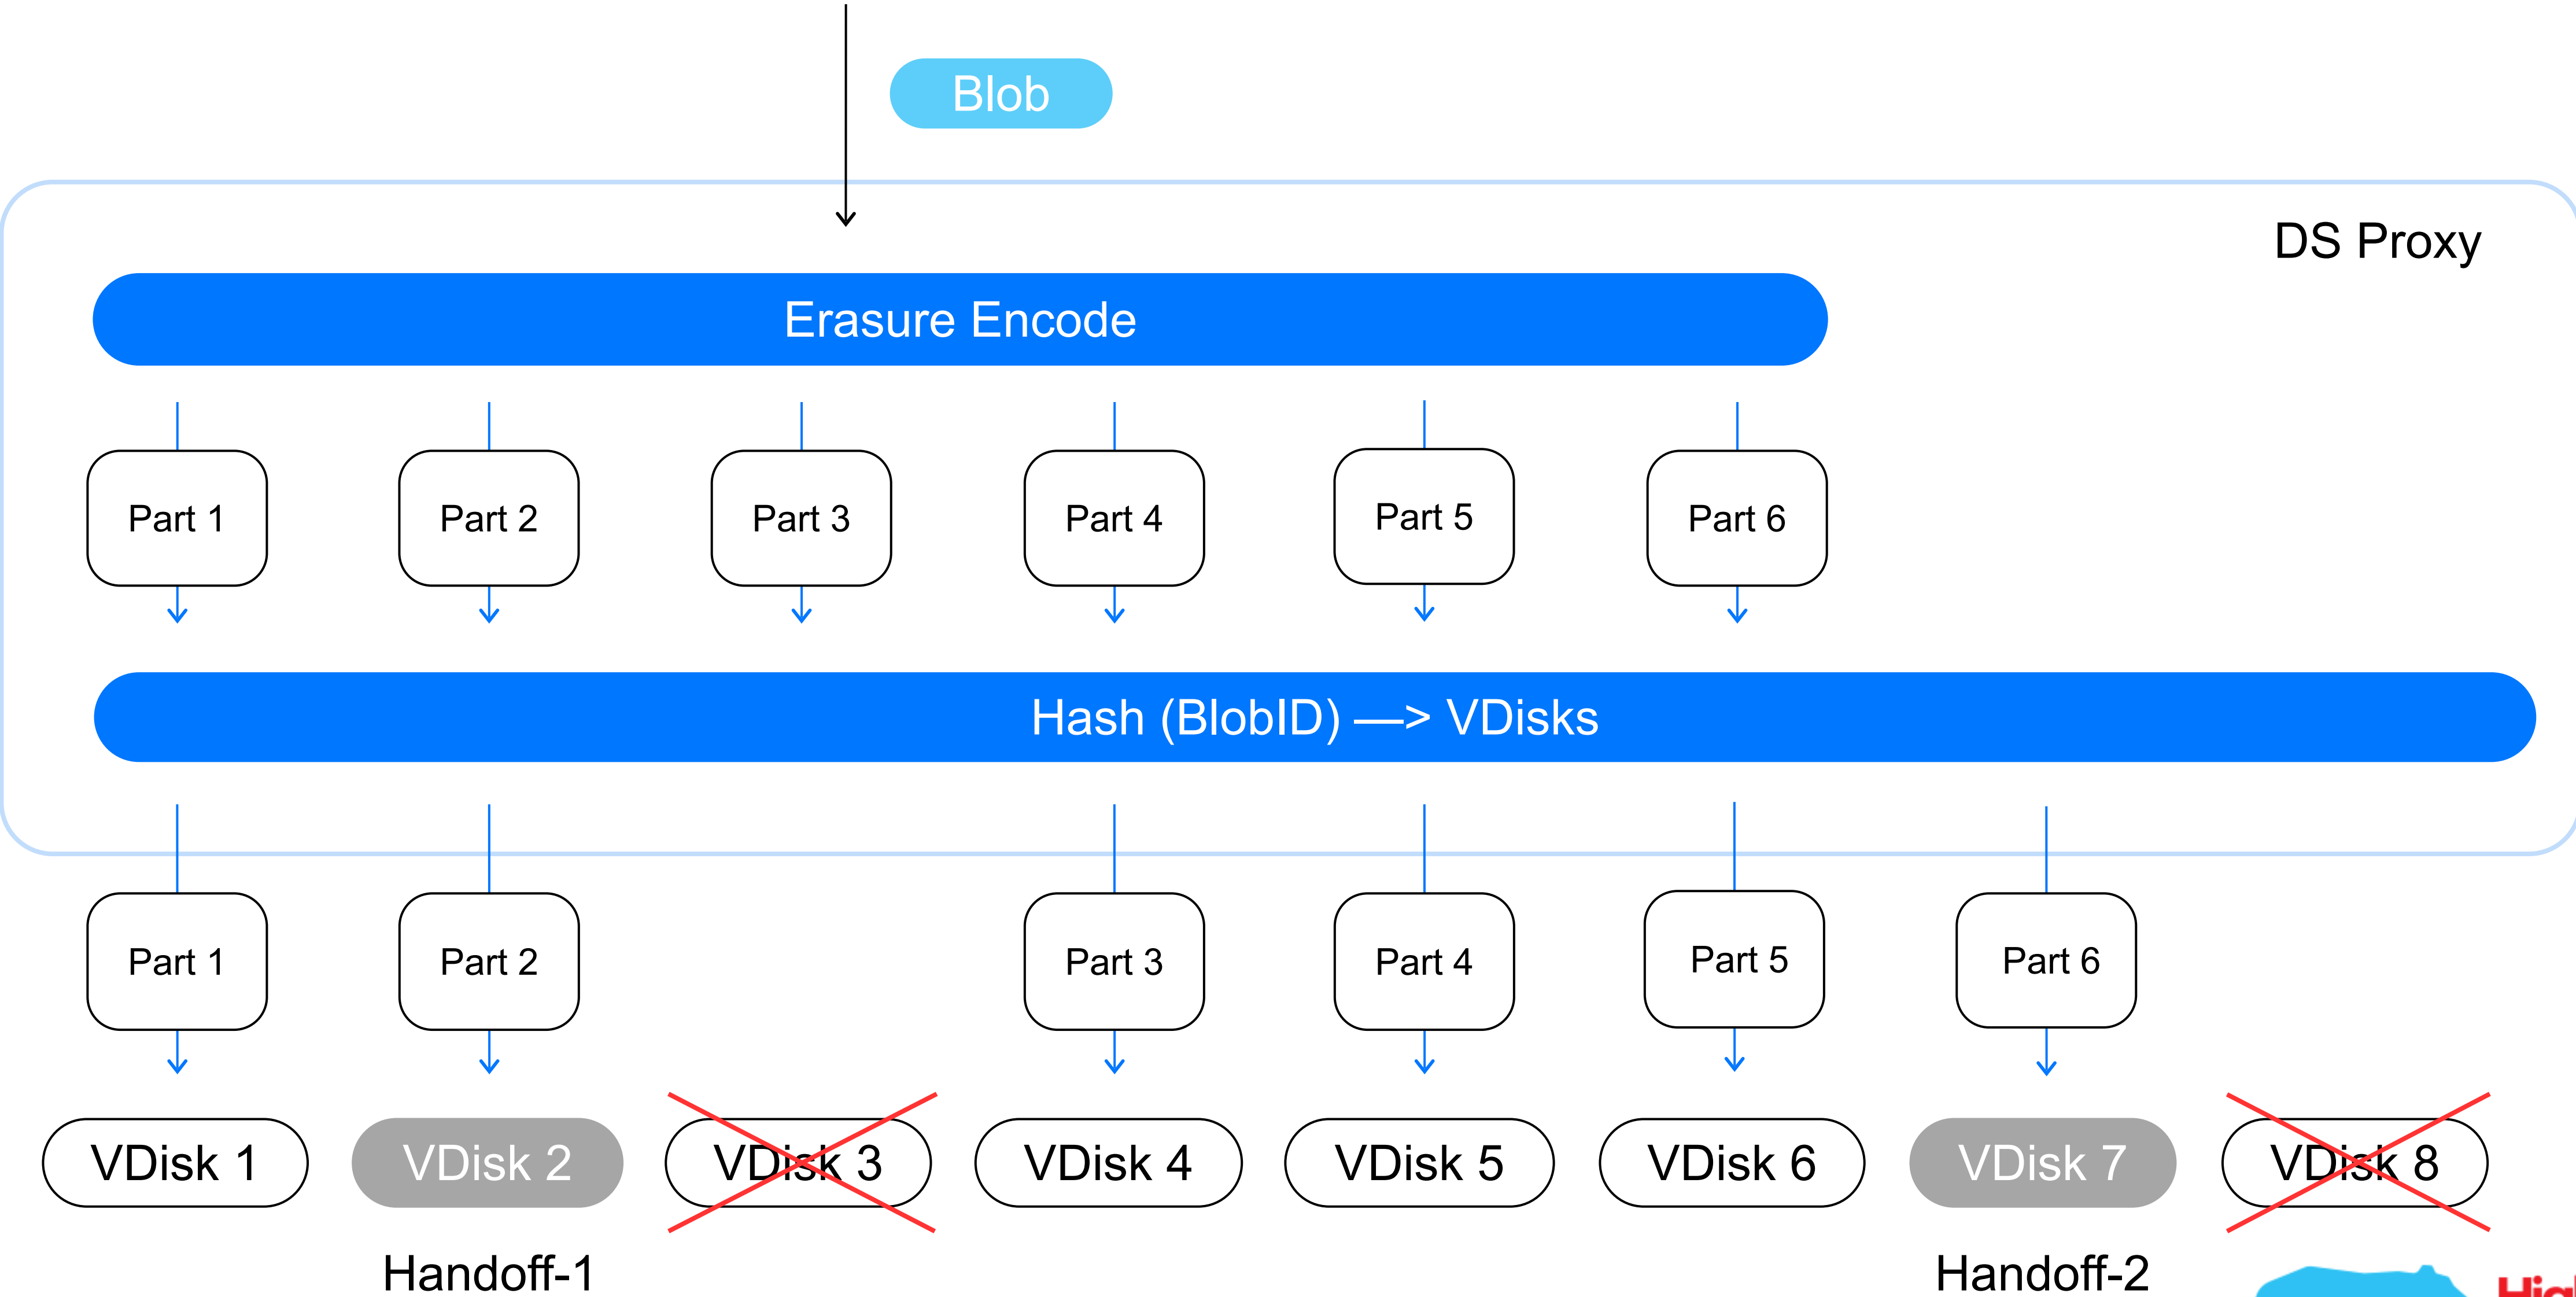 Blob
DS Proxy
Erasure Encode
Part 1
Part 2
Part 3
Part 4
Part 5
Part 6
Hash (BlobID) —> VDisks
Part 1
Part 2
Part 3
Part 4
Part 5
Part 6
VDisk 1
VDisk 2
VDisk 3
VDisk 4
VDisk 5
VDisk 6
VDisk 7
VDisk 8
Handoff-1
Handoff-2